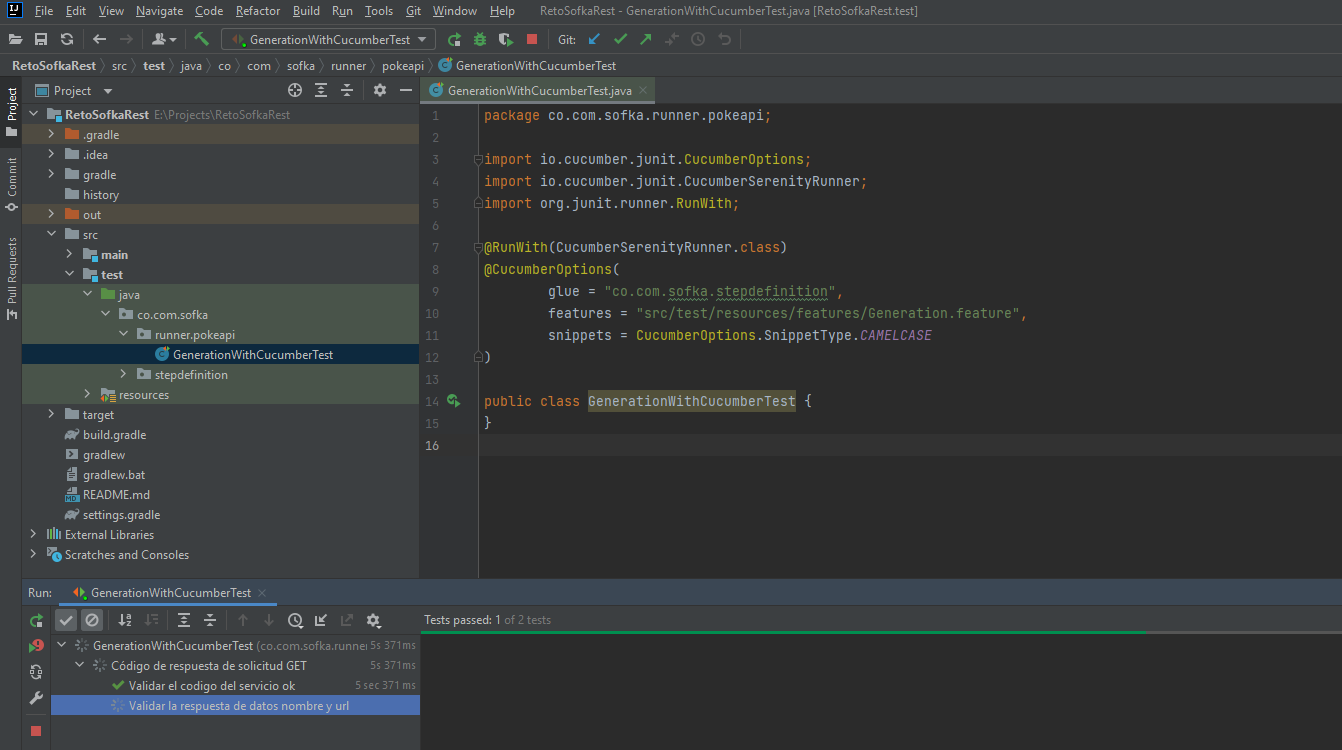 File Edit View Navigate Code Refactor Build Run Tools Git Window Help RetoSofkaRest - GenerationWithCucumberTest.java [RetoSofkaRest.test]
GenerationWithCucumberTest Git:
RetoSofkaRest src test java co com sofka runner pokeapi GenerationWithCucumberTest
Project
Commit
Pull Requests
Project
RetoSofkaRest E:\Projects\RetoSofkaRest
.gradle
.idea
gradle
history
out
src
main
test
java
co.com.sofka
runner.pokeapi
GenerationWithCucumberTest
stepdefinition
resources
target
build.gradle
gradlew
gradlew.bat
README.md
settings.gradle
External Libraries
Scratches and Consoles
GenerationWithCucumberTest.java
1 package co.com.sofka.runner.pokeapi;
2
3 import io.cucumber.junit.CucumberOptions;
4 import io.cucumber.junit.CucumberSerenityRunner;
5 import org.junit.runner.RunWith;
6
7 @RunWith(CucumberSerenityRunner.class)
8 @CucumberOptions(
9 glue = "co.com.sofka.stepdefinition",
10 features = "src/test/resources/features/Generation.feature",
11 snippets = CucumberOptions.SnippetType.CAMELCASE
12 )
13
14 public class GenerationWithCucumberTest {
15 }
16
Run: GenerationWithCucumberTest
Tests passed: 1 of 2 tests
GenerationWithCucumberTest (co.com.sofka.runner 5s 371ms
Código de respuesta de solicitud GET 5s 371ms
Validar el codigo del servicio ok 5 sec 371 ms
Validar la respuesta de datos nombre y url